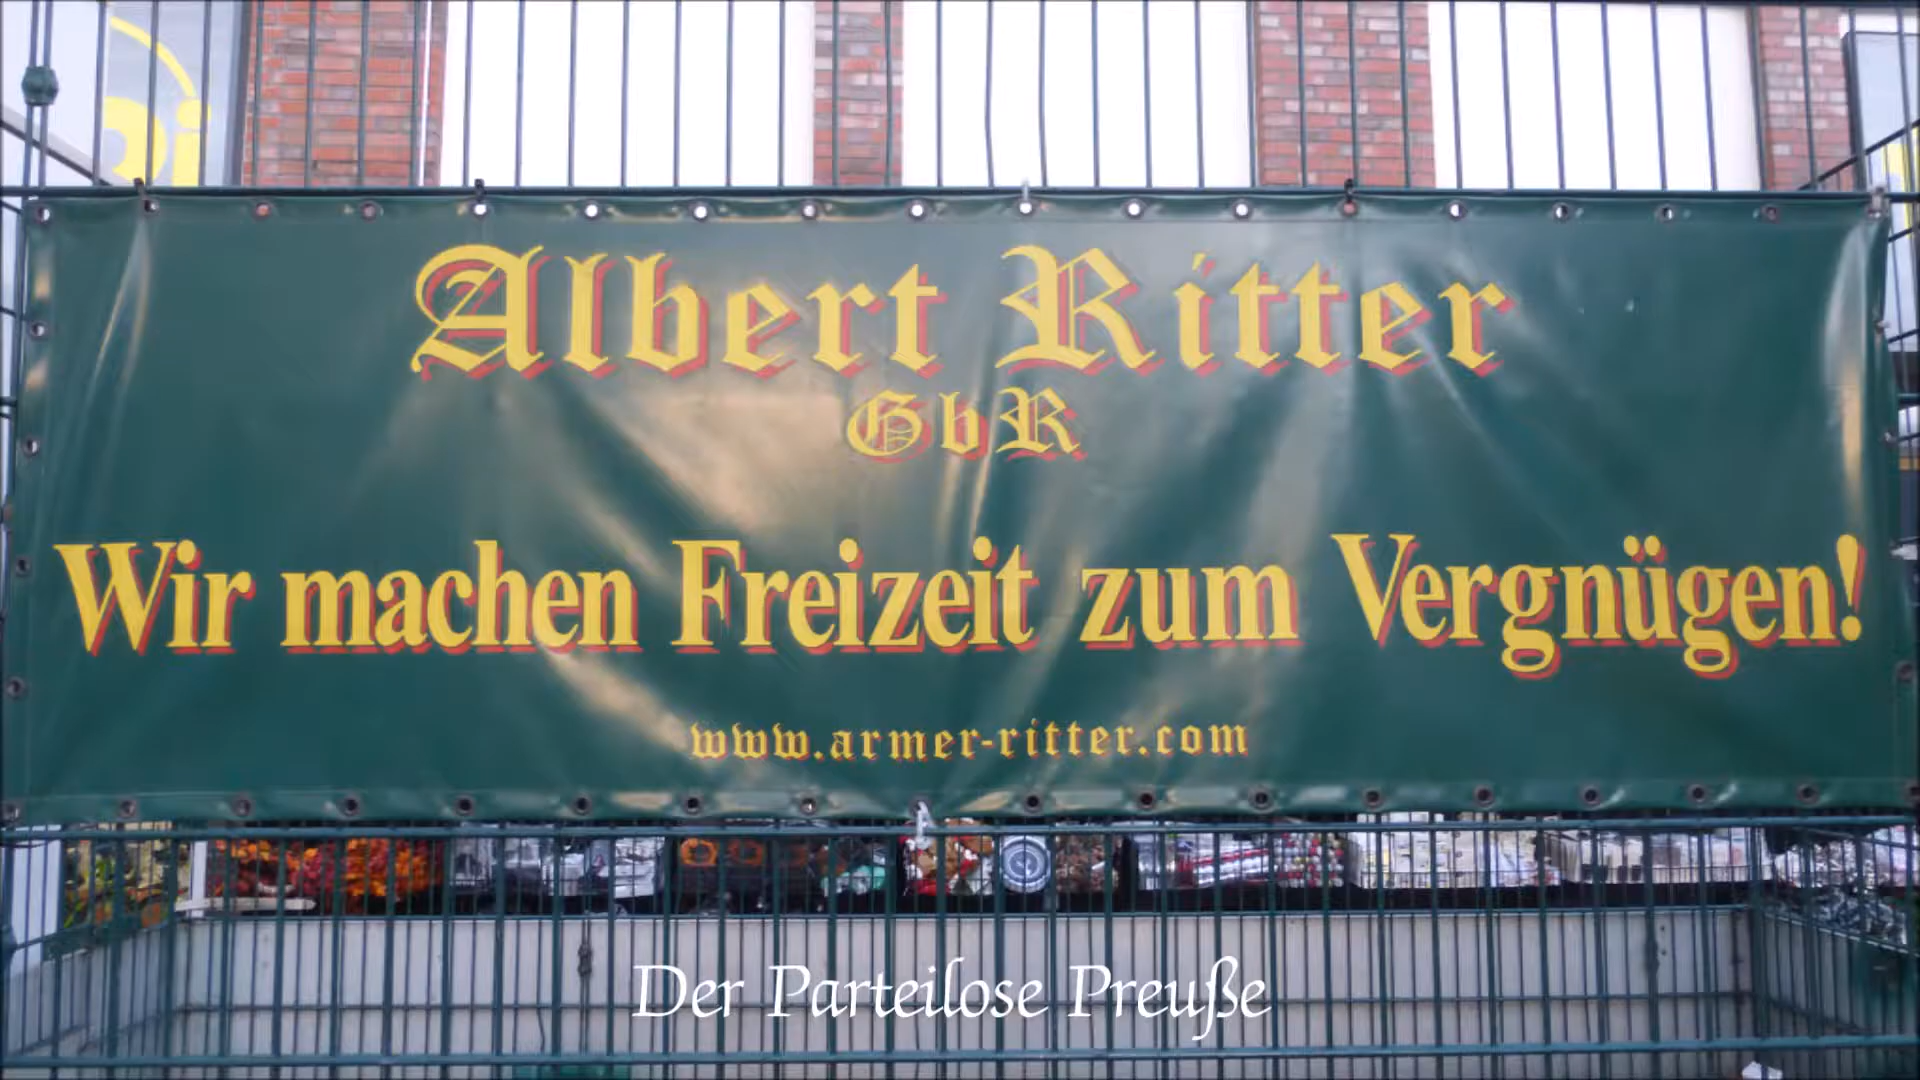 Albert Ritter
GbR
Wir machen Freizeit zum Vergnügen!
www.armer-ritter.com
Der Parteilose Preuße